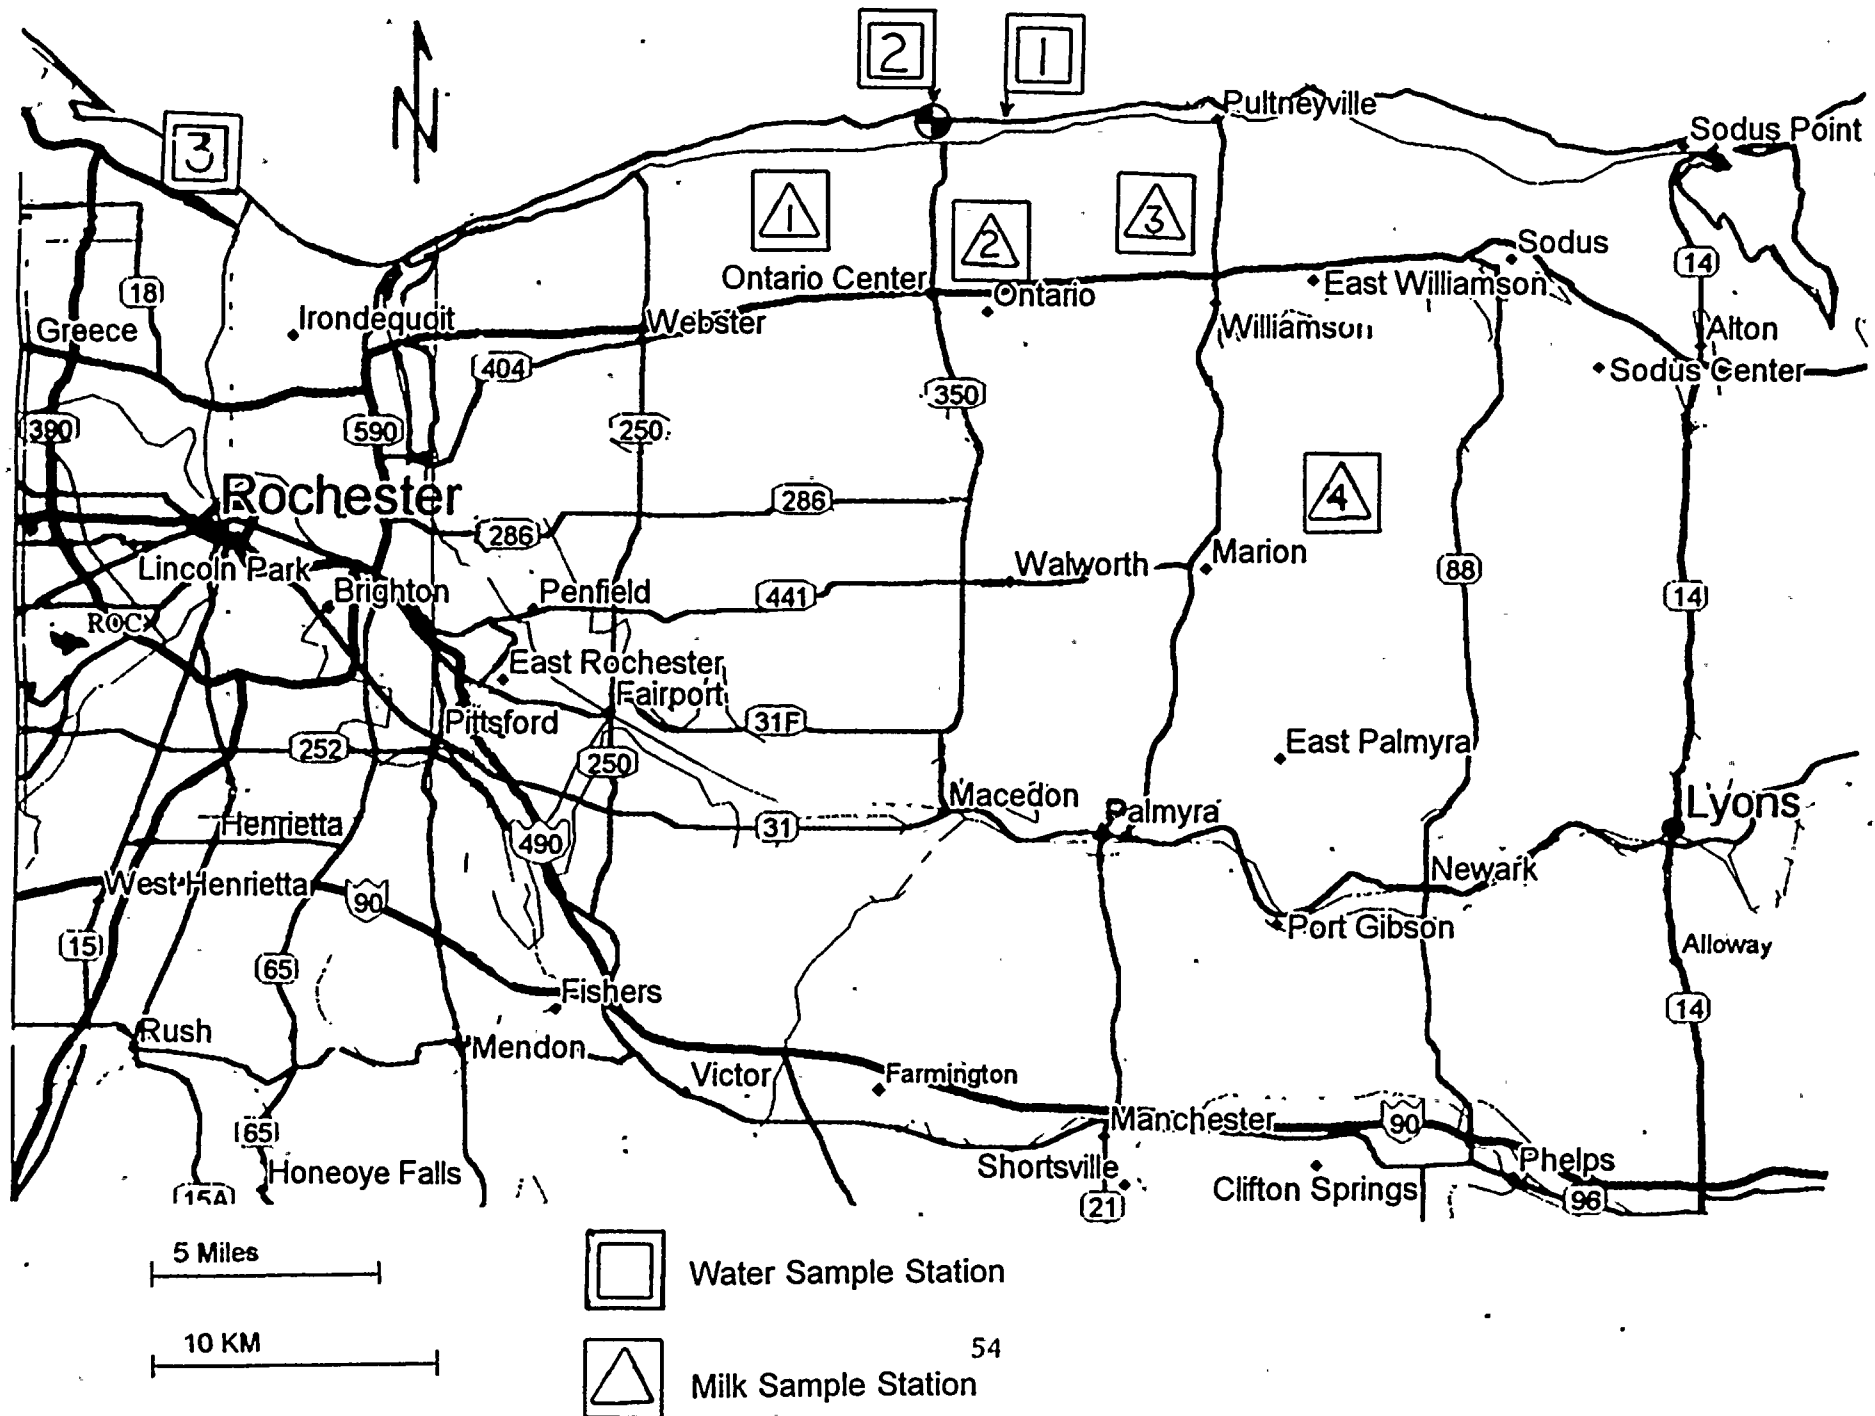 2
1
N
3
Pultneyville
Sodus Point
1
2
3
Sodus
14
Ontario Center
Ontario
East Williamson
18
Irondequoit
Greece
Webster
Williamson
Alton
404
350
Sodus Center
390
590
250
4
Rochester
286
286
Lincoln Park
Walworth
Marion
88
Brighton
Penfield
441
14
ROC
East Rochester
Fairport
Pittsford
31F
252
250
East Palmyra
Macedon
Palmyra
Lyons
Henrietta
31
490
West Henrietta
90
Newark
Port Gibson
15
Alloway
65
Fishers
14
Rush
Mendon
Victor
Farmington
Manchester
90
65
Honeoye Falls
Shortsville
Phelps
Clifton Springs
15A
21
96
5 Miles
Water Sample Station
10 KM
54
Milk Sample Station